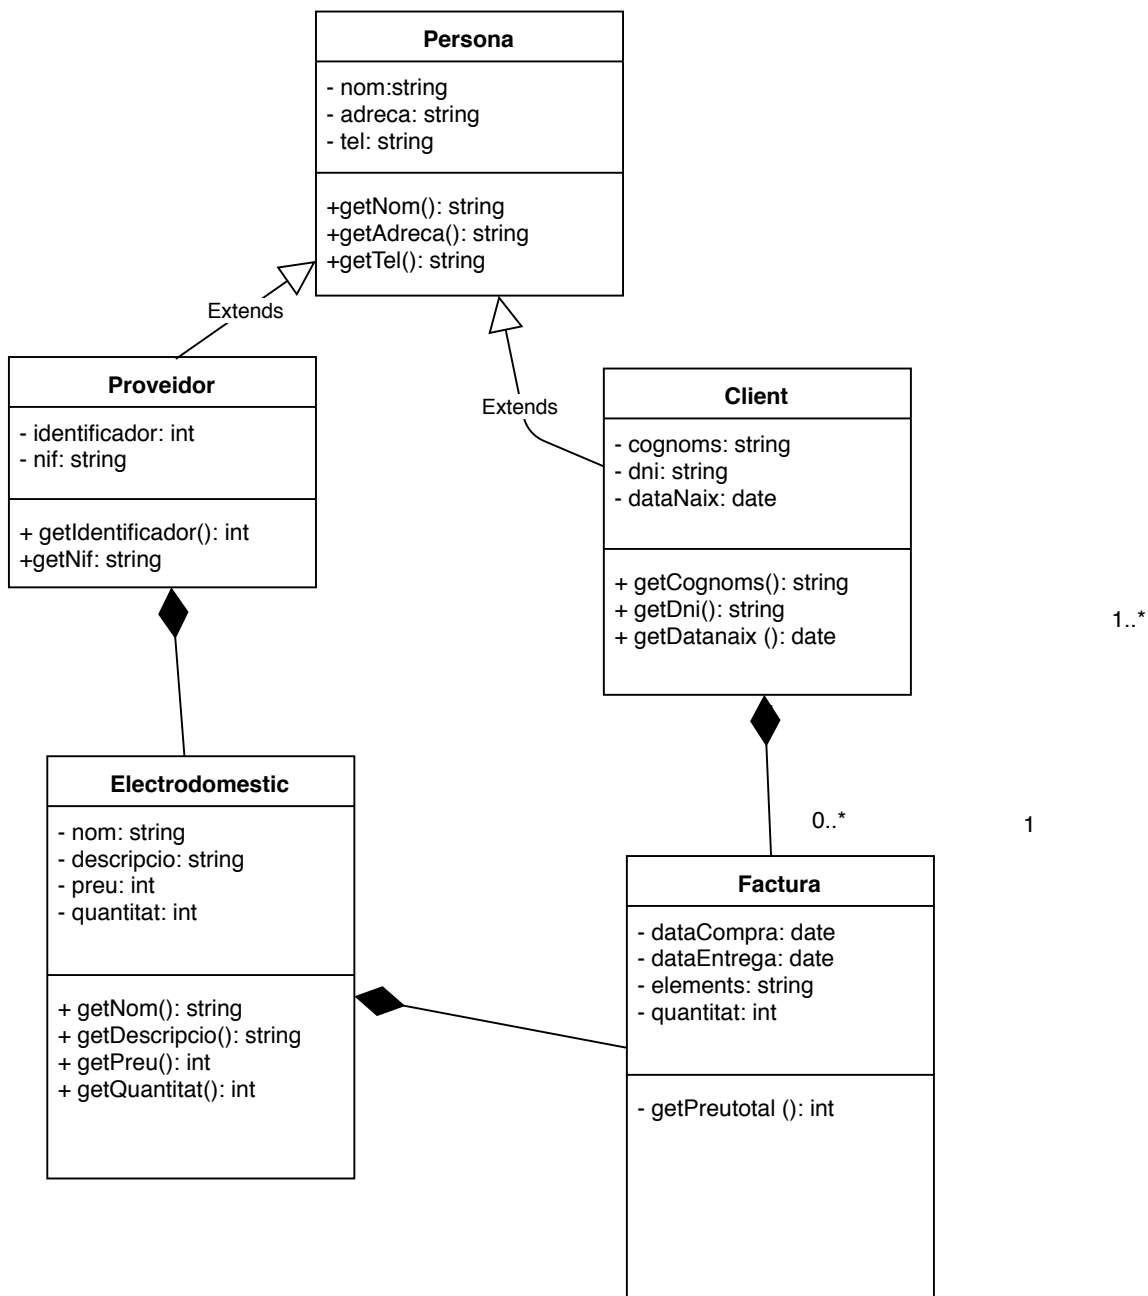 Persona
- nom:string
- adreca: string
- tel: string
+getNom(): string
+getAdreca(): string
+getTel(): string
Extends
Extends
Proveidor
- identificador: int
- nif: string
+ getIdentificador(): int
+getNif: string
Client
- cognoms: string
- dni: string
- dataNaix: date
+ getCognoms(): string
+ getDni(): string
+ getDatanaix (): date
1..*
Electrodomestic
- nom: string
- descripcio: string
- preu: int
- quantitat: int
+ getNom(): string
+ getDescripcio(): string
+ getPreu(): int
+ getQuantitat(): int
0..*
1
Factura
- dataCompra: date
- dataEntrega: date
- elements: string
- quantitat: int
- getPreutotal (): int